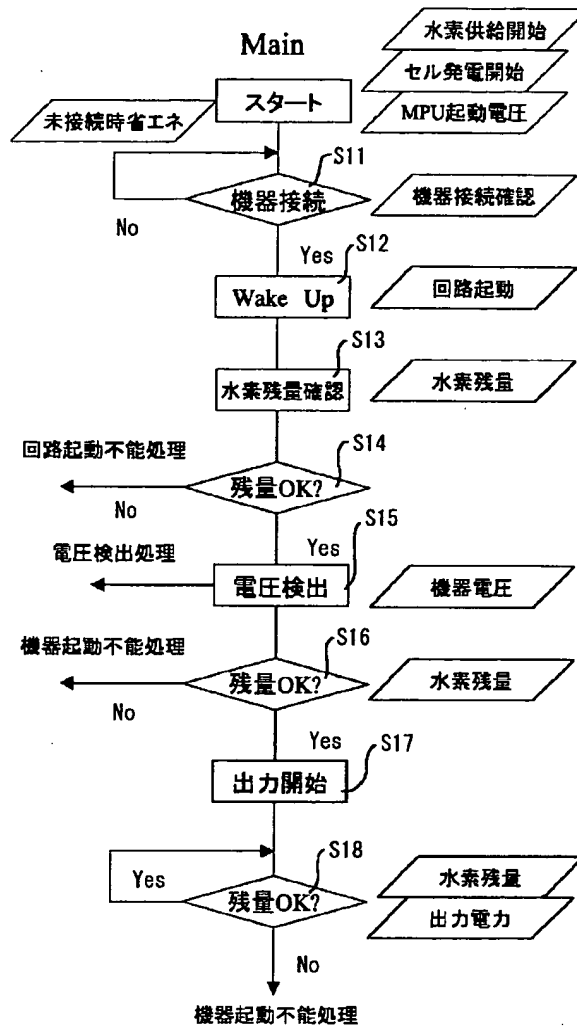 水素供給開始
Main
セル発電開始
スタート
MPU起動電圧
未接続時省エネ
S11
機器接続
機器接続確認
No
Yes
S12
Wake Up
回路起動
S13
水素残量確認
水素残量
回路起動不能処理
S14
残量OK?
No
Yes
S15
電圧検出処理
電圧検出
機器電圧
機器起動不能処理
S16
残量OK?
水素残量
No
Yes
S17
出力開始
S18
Yes
残量OK?
水素残量
出力電力
No
機器起動不能処理